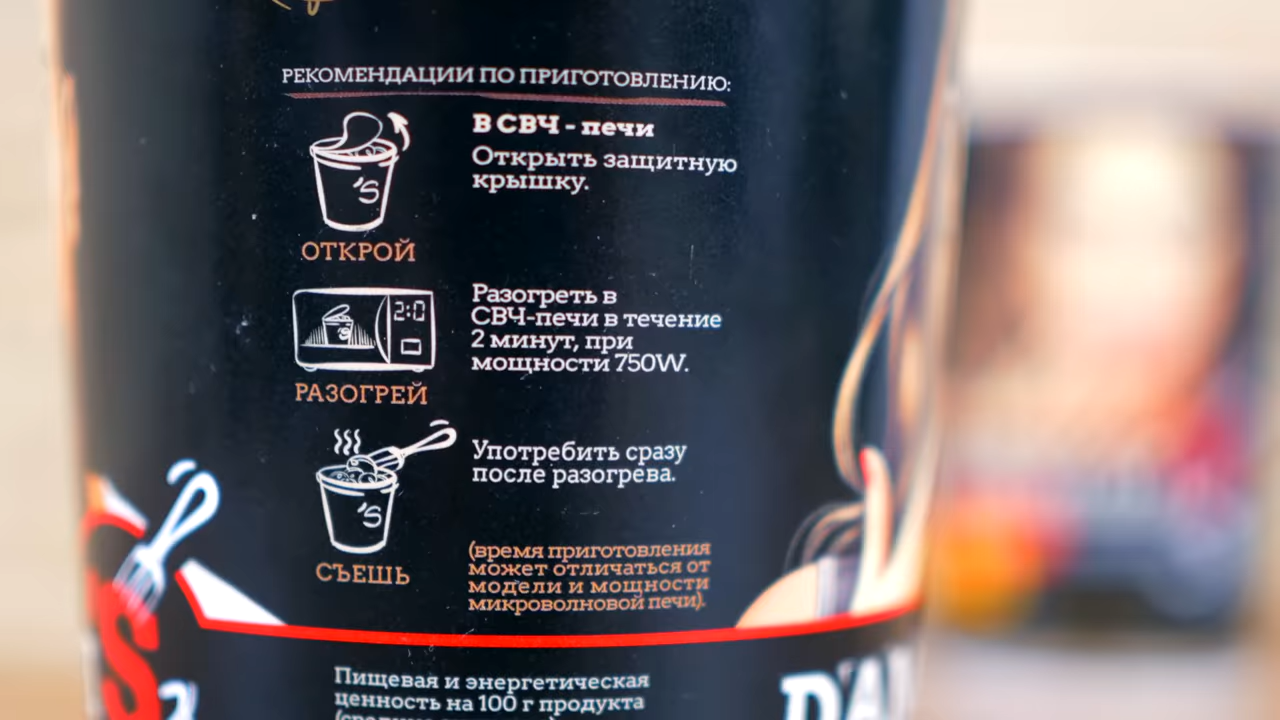 РЕКОМЕНДАЦИИ ПО ПРИГОТОВЛЕНИЮ:
В СВЧ - печи
Открыть защитную
крышку.
'S
ОТКРОЙ
Разогреть в
СВЧ-печи в течение
2 минут, при
мощности 750W.
2:0
'S
РАЗОГРЕЙ
Употребить сразу
после разогрева.
'S
СЪЕШЬ
(время приготовления
может отличаться от
модели и мощности
микроволновой печи).
Пищевая и энергетическая
ценность на 100 г продукта